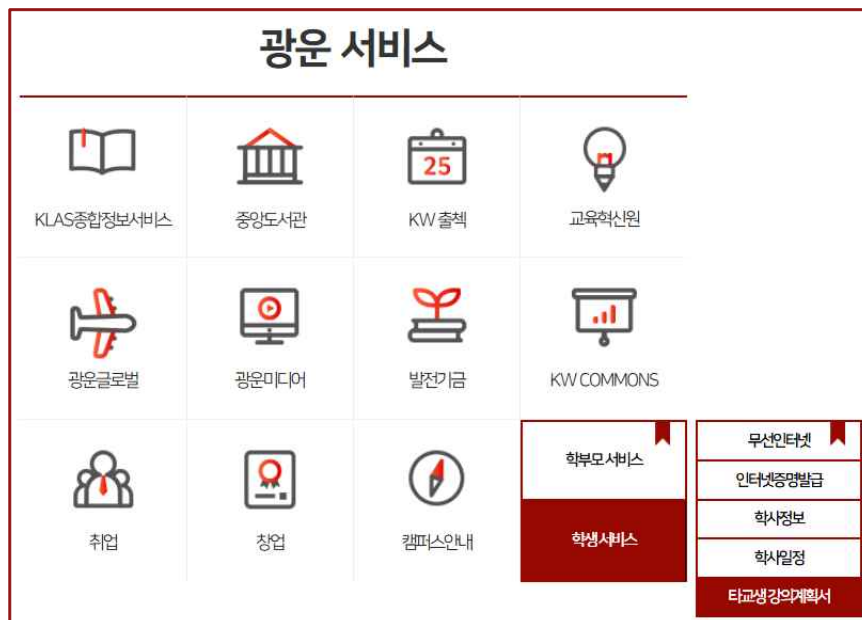 광운 서비스
KLAS종합정보서비스
중앙도서관
25
KW 출첵
교육혁신원
광운글로벌
광운미디어
발전기금
KW COMMONS
취업
창업
캠퍼스안내
학부모 서비스
학생 서비스
무선인터넷
인터넷증명발급
학사정보
학사일정
타교생 강의계획서